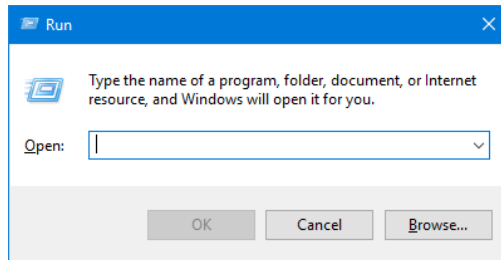 Run
Type the name of a program, folder, document, or Internet
resource, and Windows will open it for you.
Open:
OK Cancel Browse...